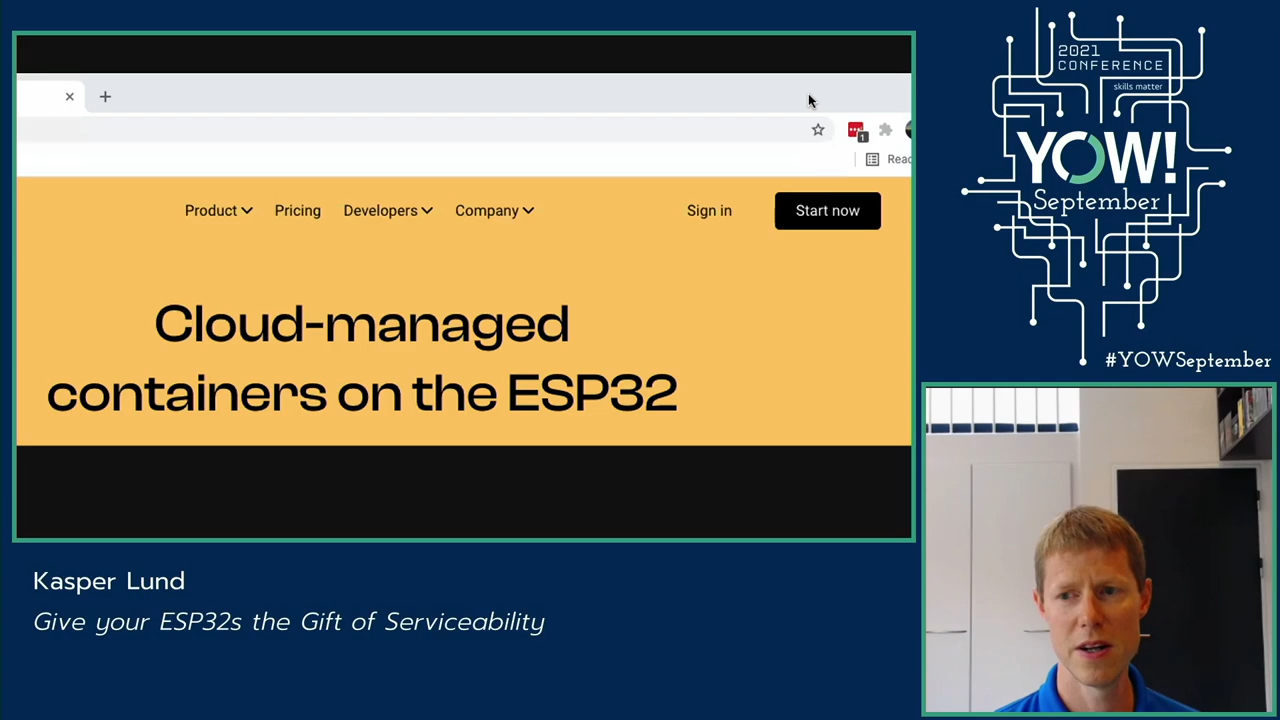 2021
CONFERENCE
skills matter
YOW!
September
#YOWSeptember
1
Product Pricing Developers Company Sign in Start now
Cloud-managed
containers on the ESP32
Kasper Lund
Give your ESP32s the Gift of Serviceability